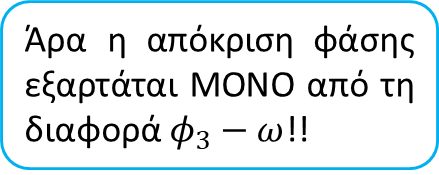 Άρα η απόκριση φάσης
εξαρτάται ΜΟΝΟ από τη
διαφορά 𝜙₃ − 𝜔!!